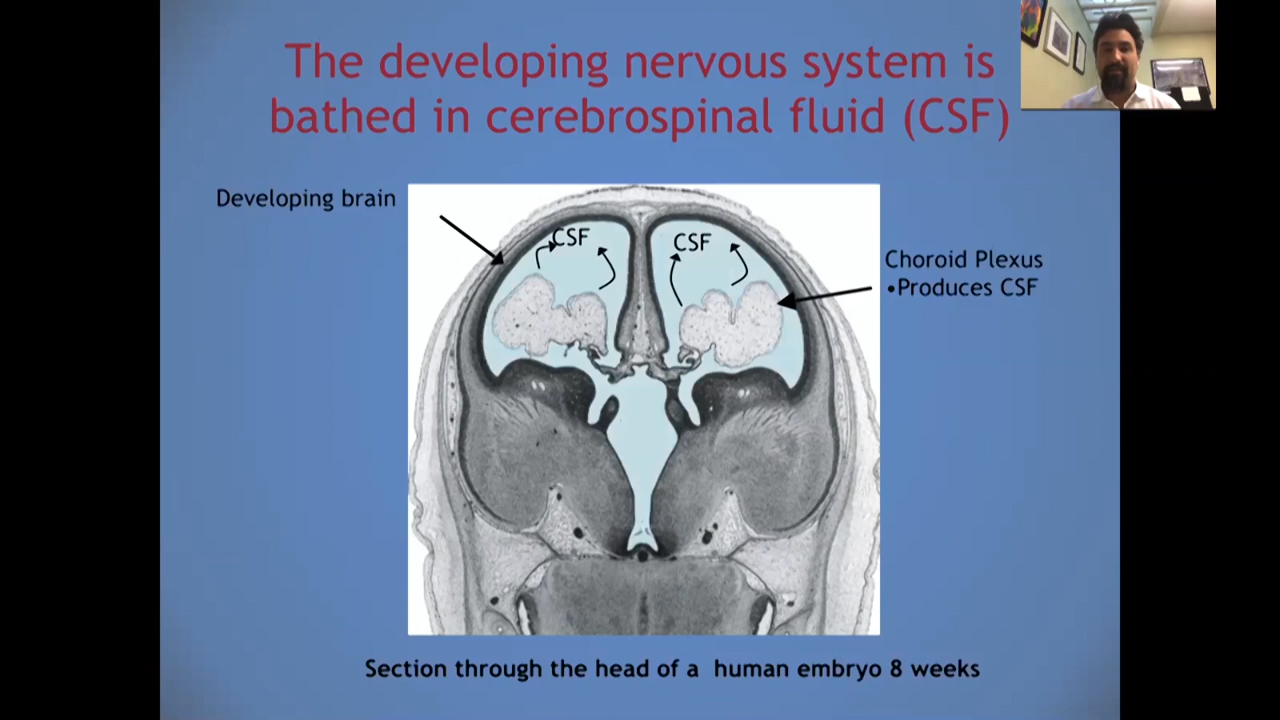 The developing nervous system is
bathed in cerebrospinal fluid (CSF)
Developing brain
CSF
CSF
Choroid Plexus
•Produces CSF
Section through the head of a human embryo 8 weeks